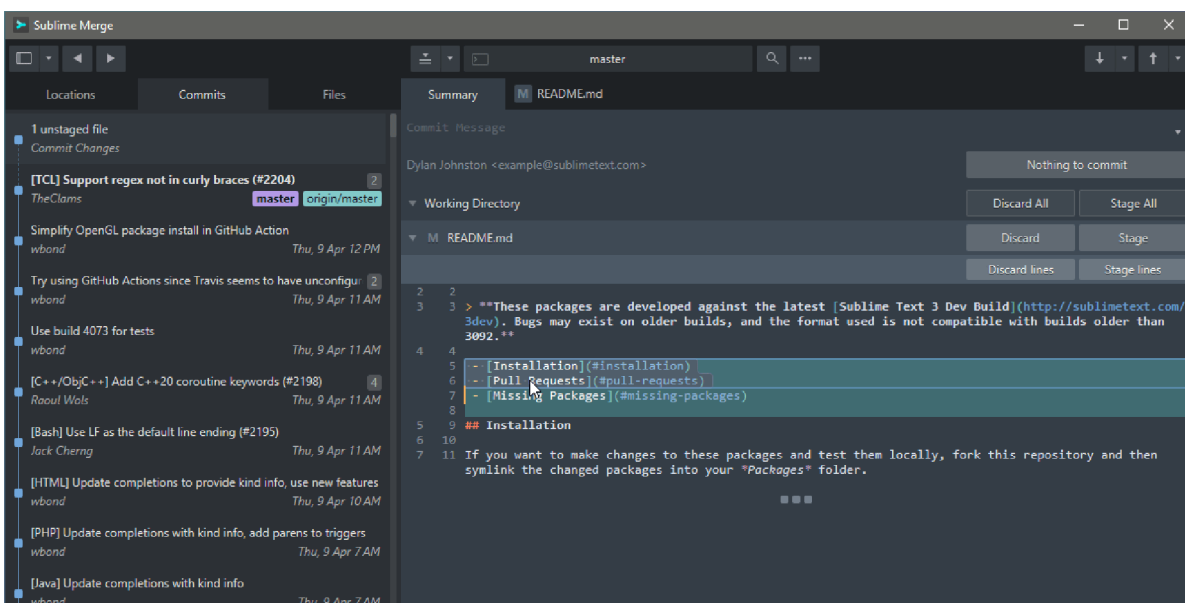 Sublime Merge
master
Locations Commits Files
Summary M README.md
1 unstaged file
Commit Changes
[TCL] Support regex not in curly braces (#2204) 2
TheClams master origin/master
Simplify OpenGL package install in GitHub Action
wbond Thu, 9 Apr 12 PM
Try using GitHub Actions since Travis seems to have unconfigur 2
wbond Thu, 9 Apr 11 AM
Use build 4073 for tests
wbond Thu, 9 Apr 11 AM
[C++/ObjC++] Add C++20 coroutine keywords (#2198) 4
Raoul Wols Thu, 9 Apr 11 AM
[Bash] Use LF as the default line ending (#2195)
Jack Cherng Thu, 9 Apr 11 AM
[HTML] Update completions to provide kind info, use new features
wbond Thu, 9 Apr 10 AM
[PHP] Update completions with kind info, add parens to triggers
wbond Thu, 9 Apr 7 AM
[Java] Update completions with kind info
wbond Thu, 9 Apr 7 AM
Commit Message
Dylan Johnston <example@sublimetext.com> Nothing to commit
Working Directory Discard All Stage All
M README.md Discard Stage
Discard lines Stage lines
2 2
3 3 > **These packages are developed against the latest [Sublime Text 3 Dev Build](http://sublimetext.com/
3dev). Bugs may exist on older builds, and the format used is not compatible with builds older than
3092.**
4 4
5 - [Installation](#installation)
6 - [Pull Requests](#pull-requests)
7 - [Missing Packages](#missing-packages)
8
5 9 ## Installation
6 10
7 11 If you want to make changes to these packages and test them locally, fork this repository and then
symlink the changed packages into your *Packages* folder.